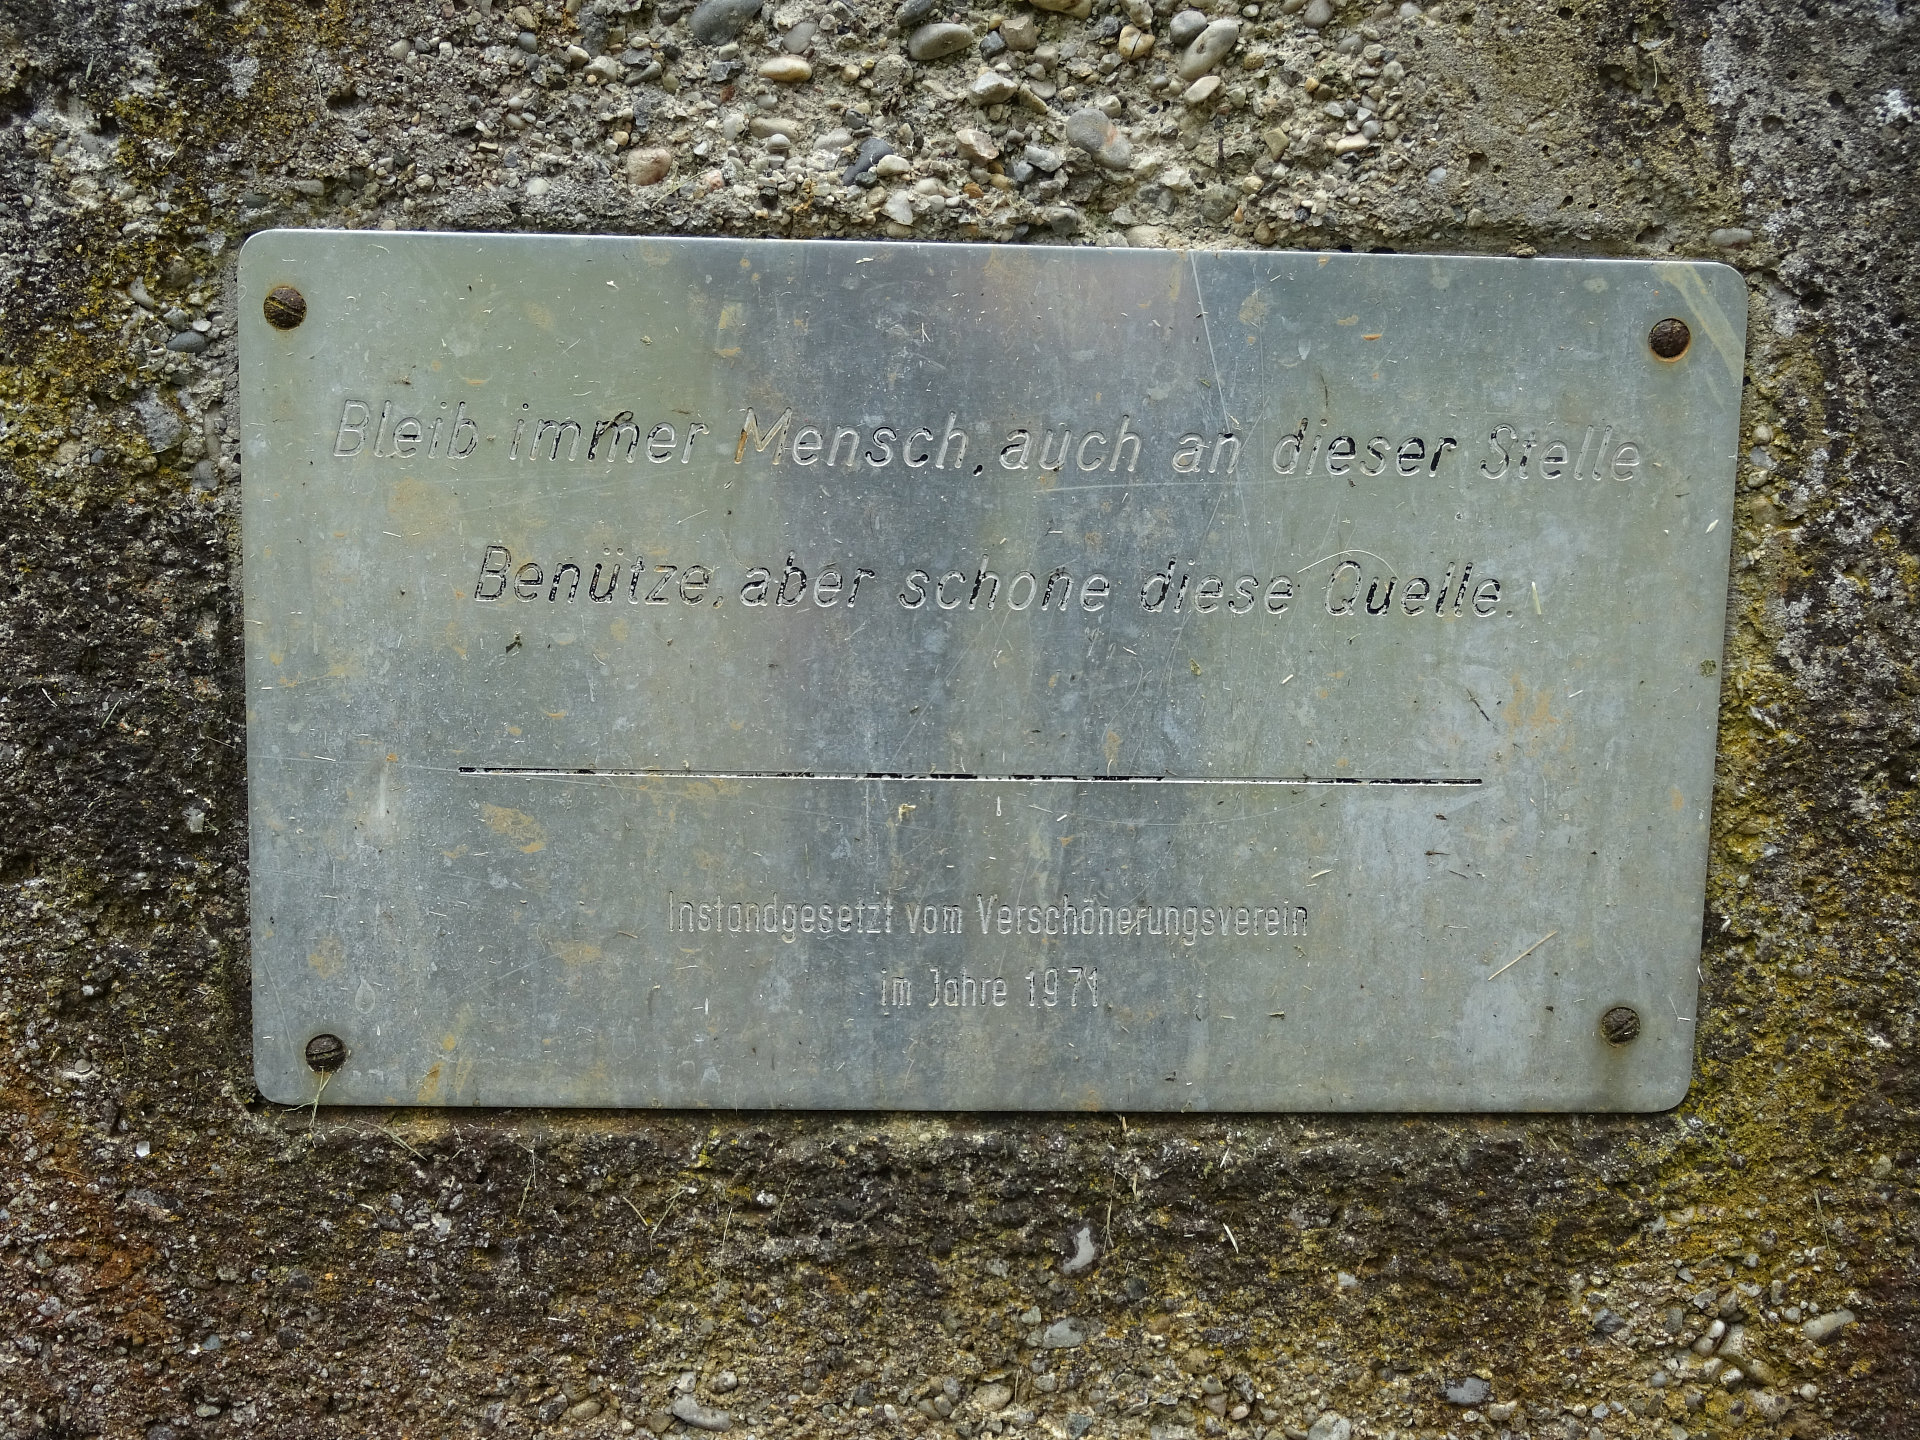 Bleib immer Mensch, auch an dieser Stelle
Benütze, aber schone diese Quelle.
Instandgesetzt vom Verschönerungsverein
im Jahre 1971.